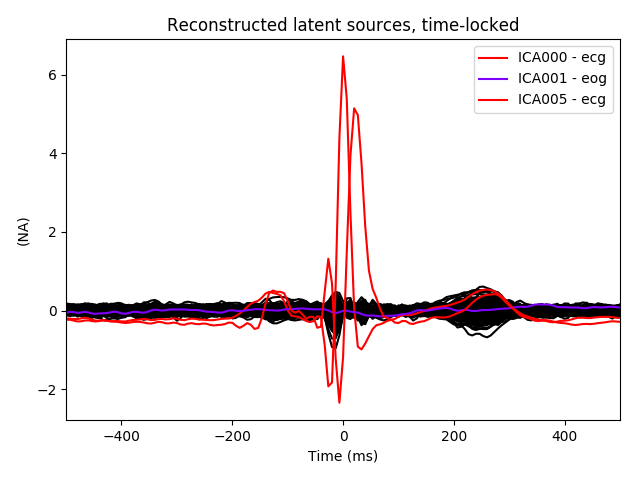 Reconstructed latent sources, time-locked
ICA000 - ecg
ICA001 - eog
ICA005 - ecg
6
4
2
0
−2
(NA)
−400
−200
0
200
400
Time (ms)